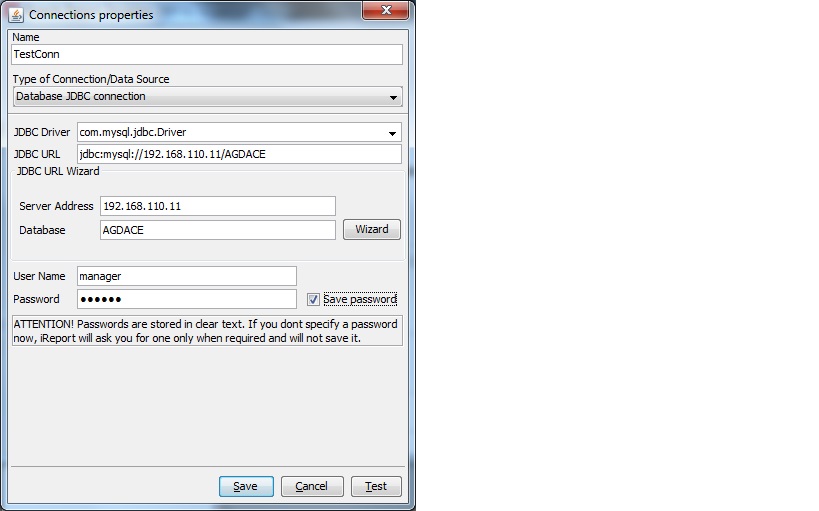 Connections properties
Name
TestConn
Type of Connection/Data Source
Database JDBC connection
JDBC Driver com.mysql.jdbc.Driver
JDBC URL jdbc:mysql://192.168.110.11/AGDACE
JDBC URL Wizard
Server Address 192.168.110.11
Database AGDACE Wizard
User Name manager
Password ●●●●●● Save password
ATTENTION! Passwords are stored in clear text. If you dont specify a password
now, iReport will ask you for one only when required and will not save it.
Save Cancel Test